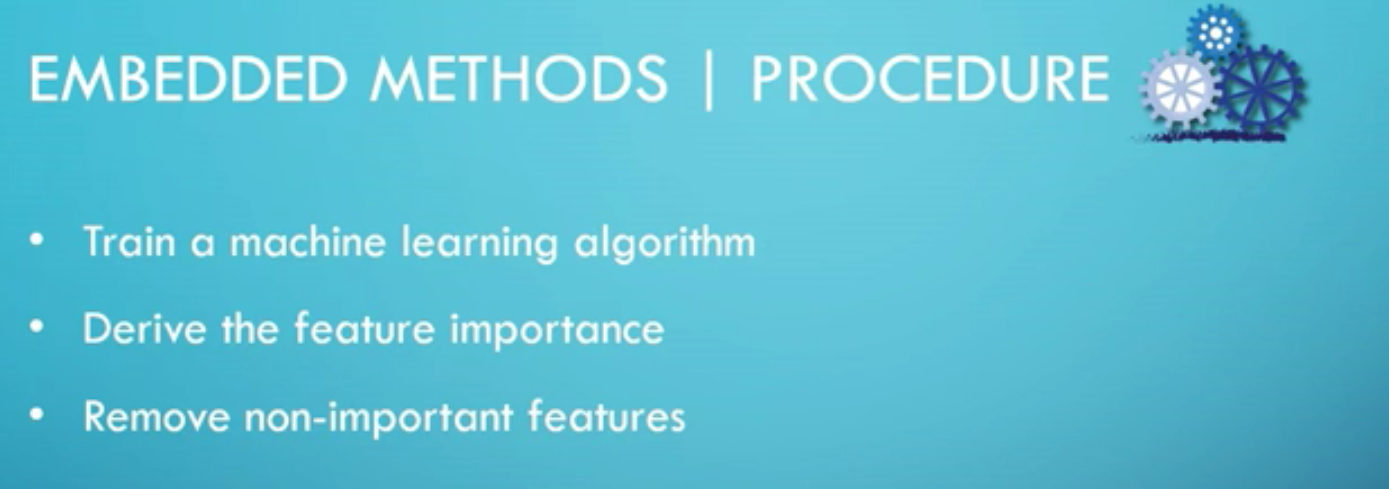 EMBEDDED METHODS | PROCEDURE
• Train a machine learning algorithm
• Derive the feature importance
• Remove non-important features